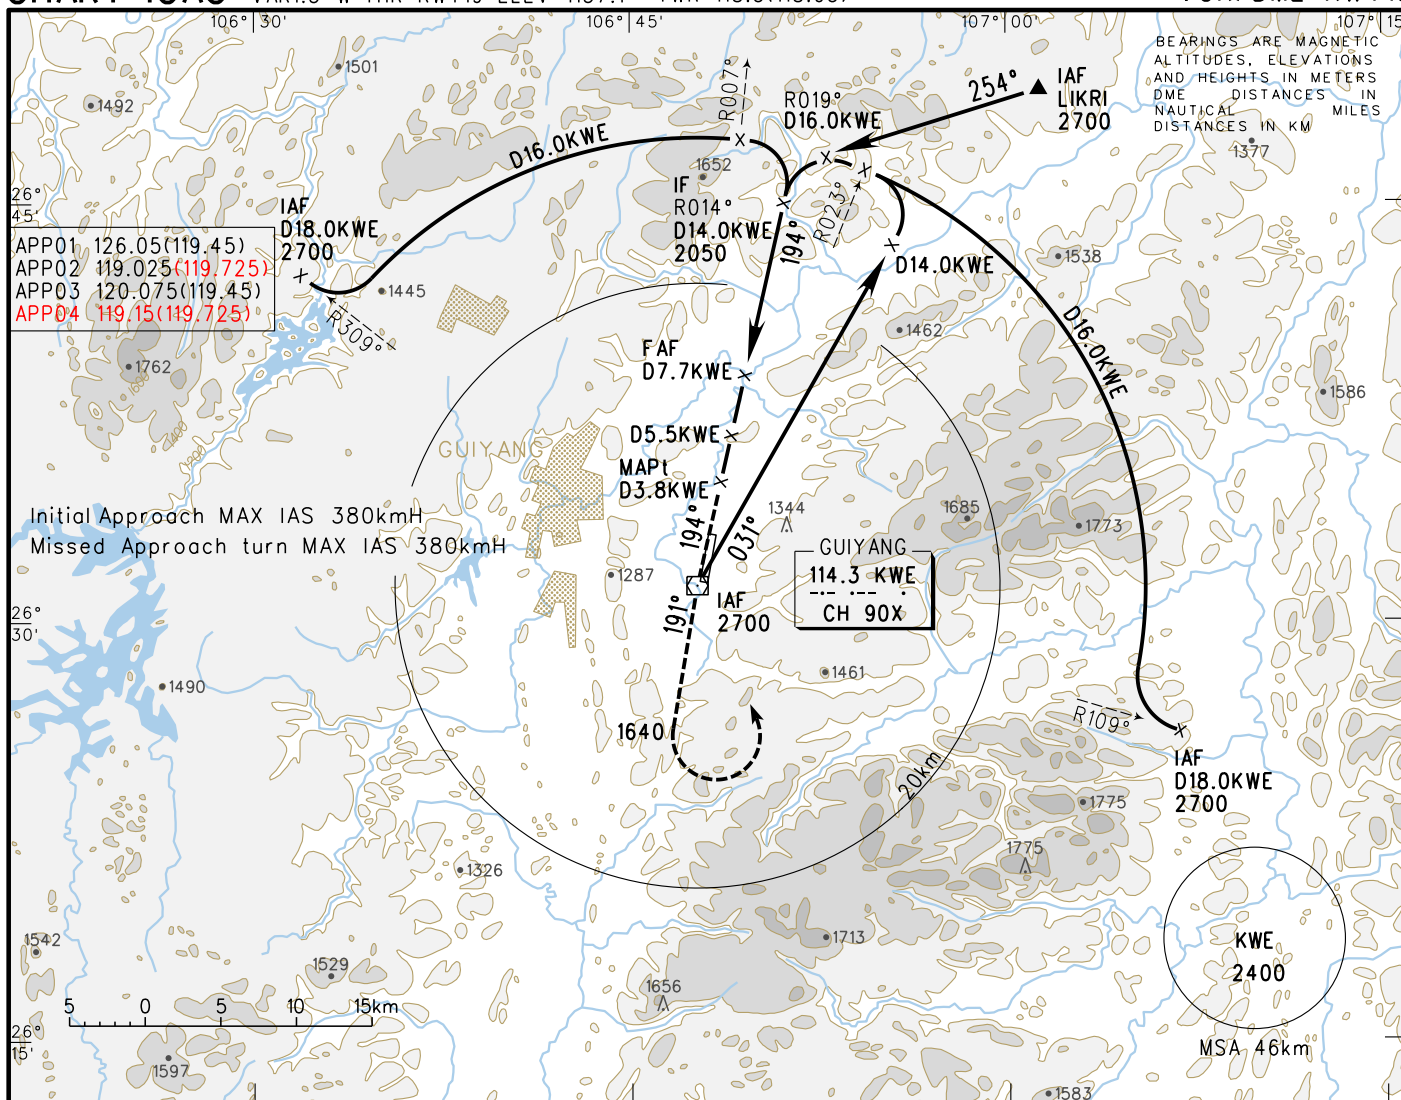 106° 30'
106° 45'
107° 00'
107° 15
BEARINGS ARE MAGNETIC
ALTITUDES, ELEVATIONS
AND HEIGHTS IN METERS
DME DISTANCES IN
NAUTICAL MILES
DISTANCES IN KM
1501
1492
R007°
R019°
D16.0KWE
254°
IAF
LIKRI
2700
1377
D16.0KWE
1652
IF
R014°
D14.0KWE
2050
194°
R023°
D14.0KWE
1538
26°
45'
IAF
D18.0KWE
2700
APP01 126.05(119.45)
APP02 119.025(119.725)
APP03 120.075(119.45)
APP04 119.15(119.725)
1445
R309°
1462
D16.0KWE
FAF
D7.7KWE
1762
1600
1400
1200
1586
GUIYANG
D5.5KWE
MAPt
D3.8KWE
Initial Approach MAX IAS 380kmH
Missed Approach turn MAX IAS 380kmH
194°
031°
1344
1685
1773
GUIYANG
114.3 KWE
CH 90X
1287
IAF
2700
191°
26°
30'
1490
1461
1640
R109°
IAF
D18.0KWE
2700
20km
1775
1775
1326
1542
1529
1713
1656
KWE
2400
MSA 46km
5 0 5 10 15km
26°
15'
1597
1583